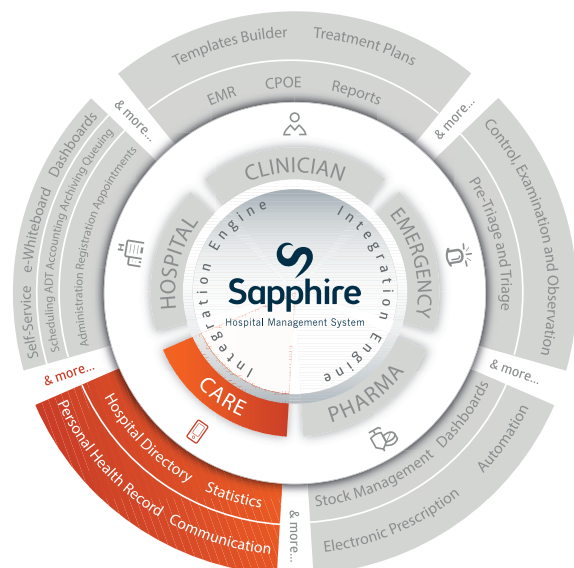 Templates Builder Treatment Plans
EMR CPOE Reports
& more...
& more...
Self-Service e-Whiteboard Dashboards
Scheduling ADT Accounting Archiving Queuing
Administration Registration Appointments
Control Examination and Observation
Pre-Triage and Triage
CLINICIAN
HOSPITAL
EMERGENCY
Integration Engine
Integration Engine
Sapphire
Hospital Management System
CARE
PHARMA
& more...
& more...
Hospital Directory Statistics
Personal Health Record Communication
Stock Management Dashboards
Electronic Prescription Automation
& more...
H